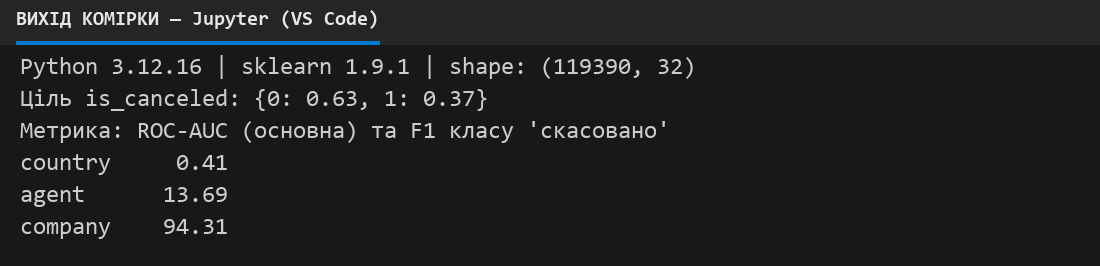 ВИХІД КОМІРКИ — Jupyter (VS Code)
Python 3.12.16 | sklearn 1.9.1 | shape: (119390, 32)
Ціль is_canceled: {0: 0.63, 1: 0.37}
Метрика: ROC-AUC (основна) та F1 класу 'скасовано'
country     0.41
agent      13.69
company    94.31